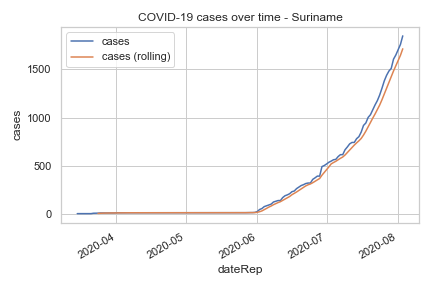 COVID-19 cases over time - Suriname
cases
cases (rolling)
1500
1000
500
0
cases
2020-04
2020-05
2020-06
2020-07
2020-08
dateRep